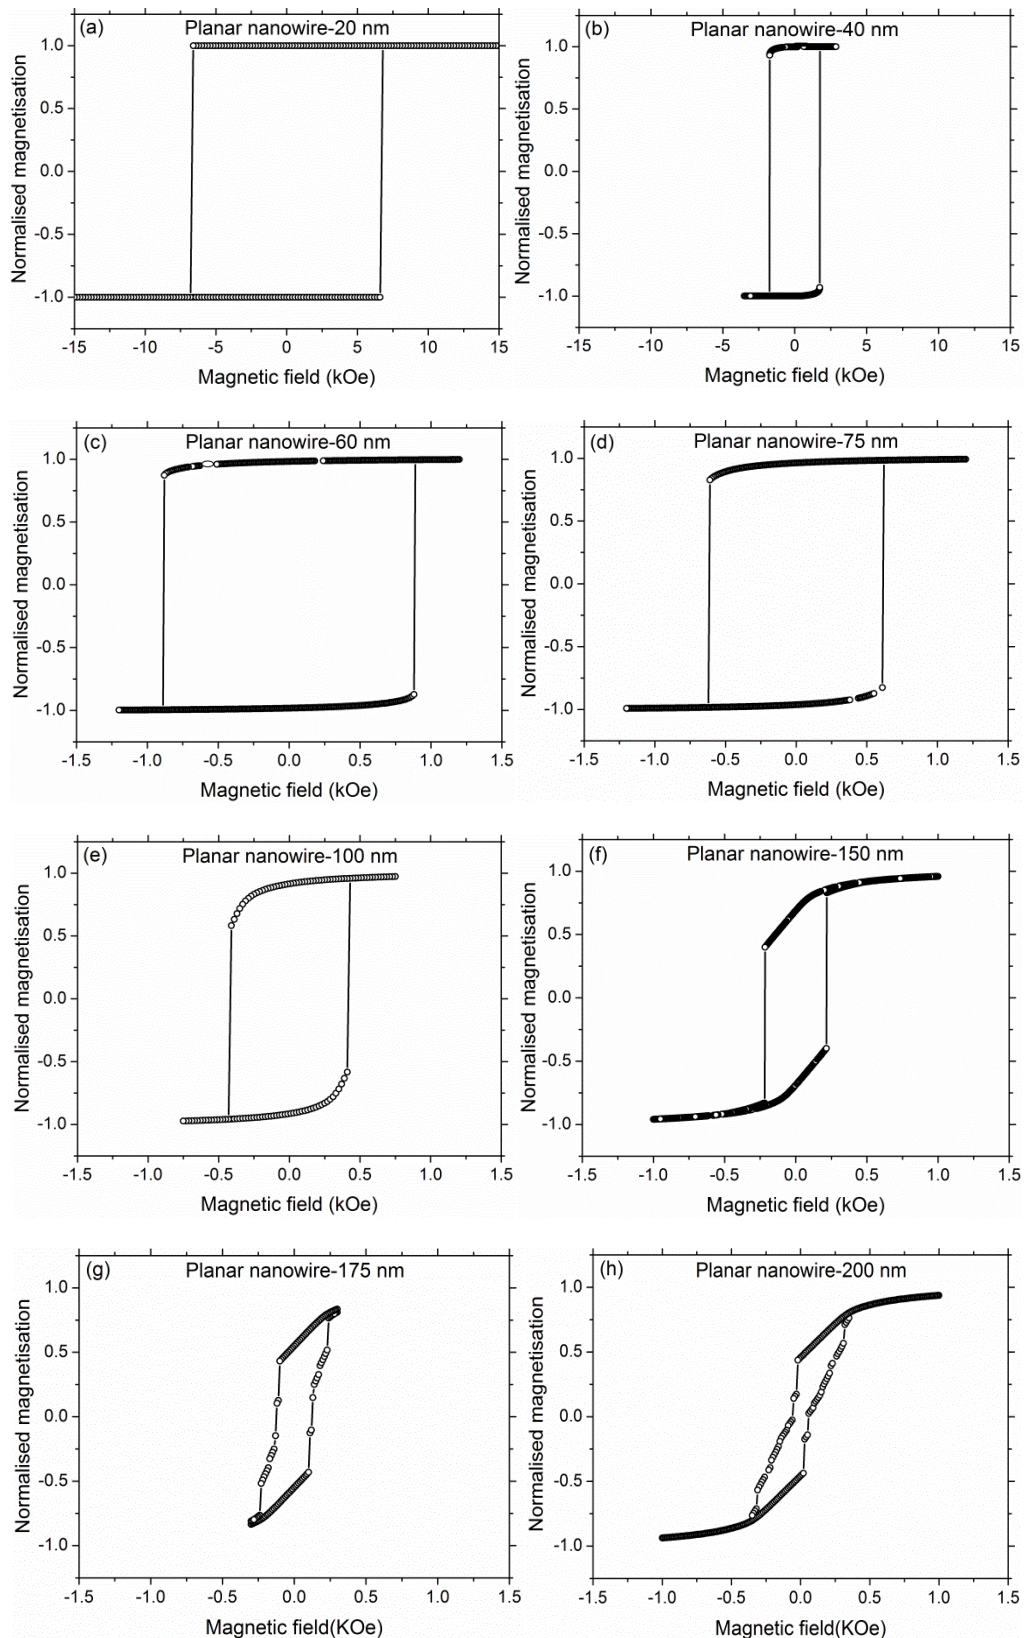 (a) Planar nanowire-20 nm
1.0
0.5
0.0
-0.5
-1.0
Normalised magnetisation
-15 -10 -5 0 5 10 15
Magnetic field (kOe)
(b) Planar nanowire-40 nm
1.0
0.5
0.0
-0.5
-1.0
Normalised magnetisation
-15 -10 -5 0 5 10 15
Magnetic field (kOe)
(c) Planar nanowire-60 nm
1.0
0.5
0.0
-0.5
-1.0
Normalised magnetisation
-1.5 -1.0 -0.5 0.0 0.5 1.0 1.5
Magnetic field (kOe)
(d) Planar nanowire-75 nm
1.0
0.5
0.0
-0.5
-1.0
Normalised magnetisation
-1.5 -1.0 -0.5 0.0 0.5 1.0 1.5
Magnetic field (kOe)
(e) Planar nanowire-100 nm
1.0
0.5
0.0
-0.5
-1.0
Normalised magnetisation
-1.5 -1.0 -0.5 0.0 0.5 1.0 1.5
Magnetic field (kOe)
(f) Planar nanowire-150 nm
1.0
0.5
0.0
-0.5
-1.0
Normalised magnetisation
-1.5 -1.0 -0.5 0.0 0.5 1.0 1.5
Magnetic field (kOe)
(g) Planar nanowire-175 nm
1.0
0.5
0.0
-0.5
-1.0
Normalised magnetisation
-1.5 -1.0 -0.5 0.0 0.5 1.0 1.5
Magnetic field(KOe)
(h) Planar nanowire-200 nm
1.0
0.5
0.0
-0.5
-1.0
Normalised magnetisation
-1.5 -1.0 -0.5 0.0 0.5 1.0 1.5
Magnetic field(KOe)